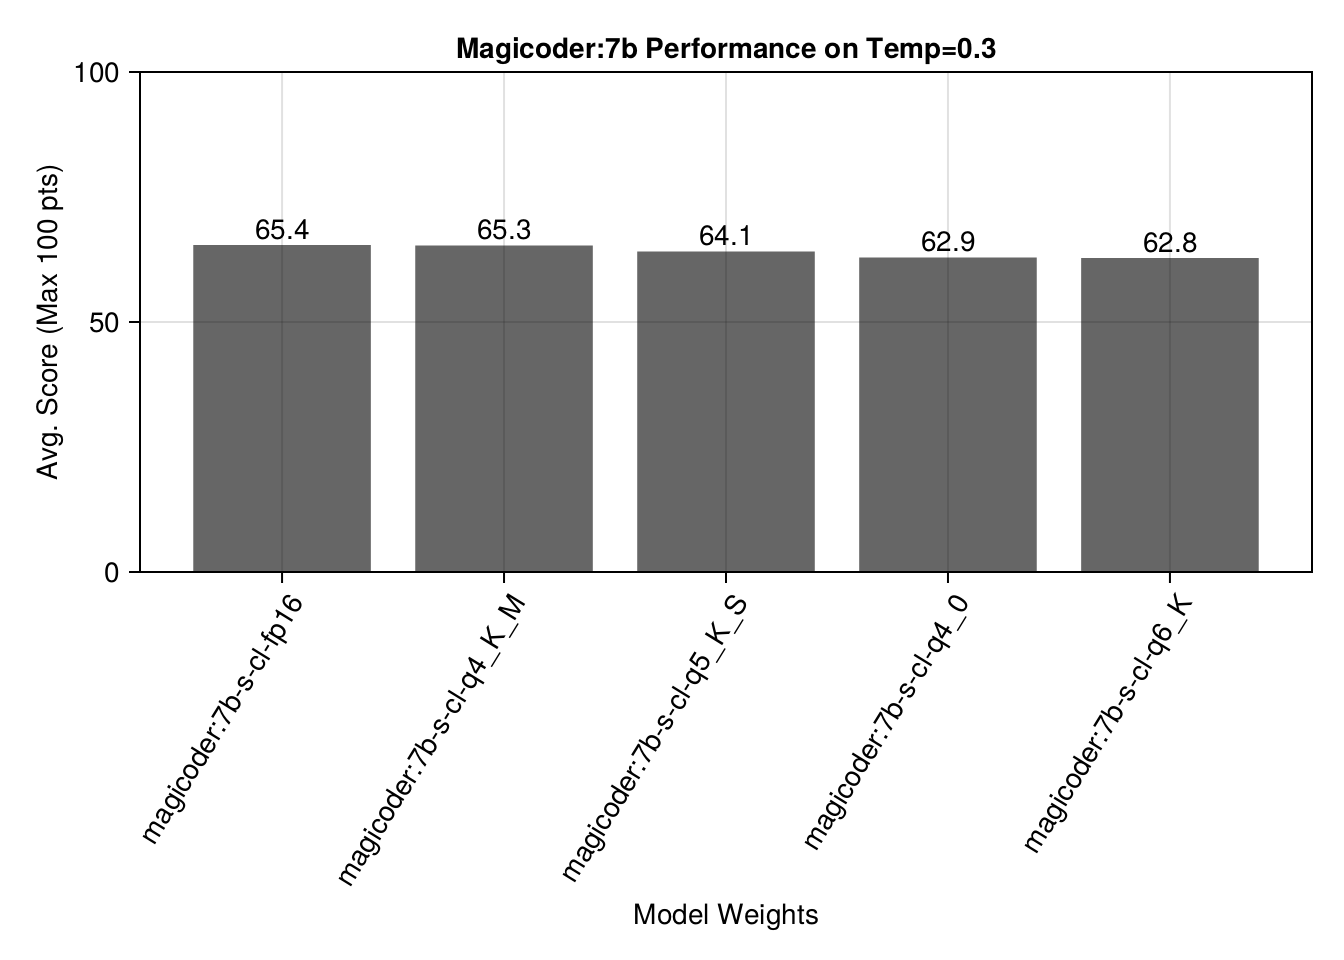 Magicoder:7b Performance on Temp=0.3
Avg. Score (Max 100 pts)
100
50
0
65.4
65.3
64.1
62.9
62.8
magicoder:7b-s-cl-fp16
magicoder:7b-s-cl-q4_K_M
magicoder:7b-s-cl-q5_K_S
magicoder:7b-s-cl-q4_0
magicoder:7b-s-cl-q6_K
Model Weights